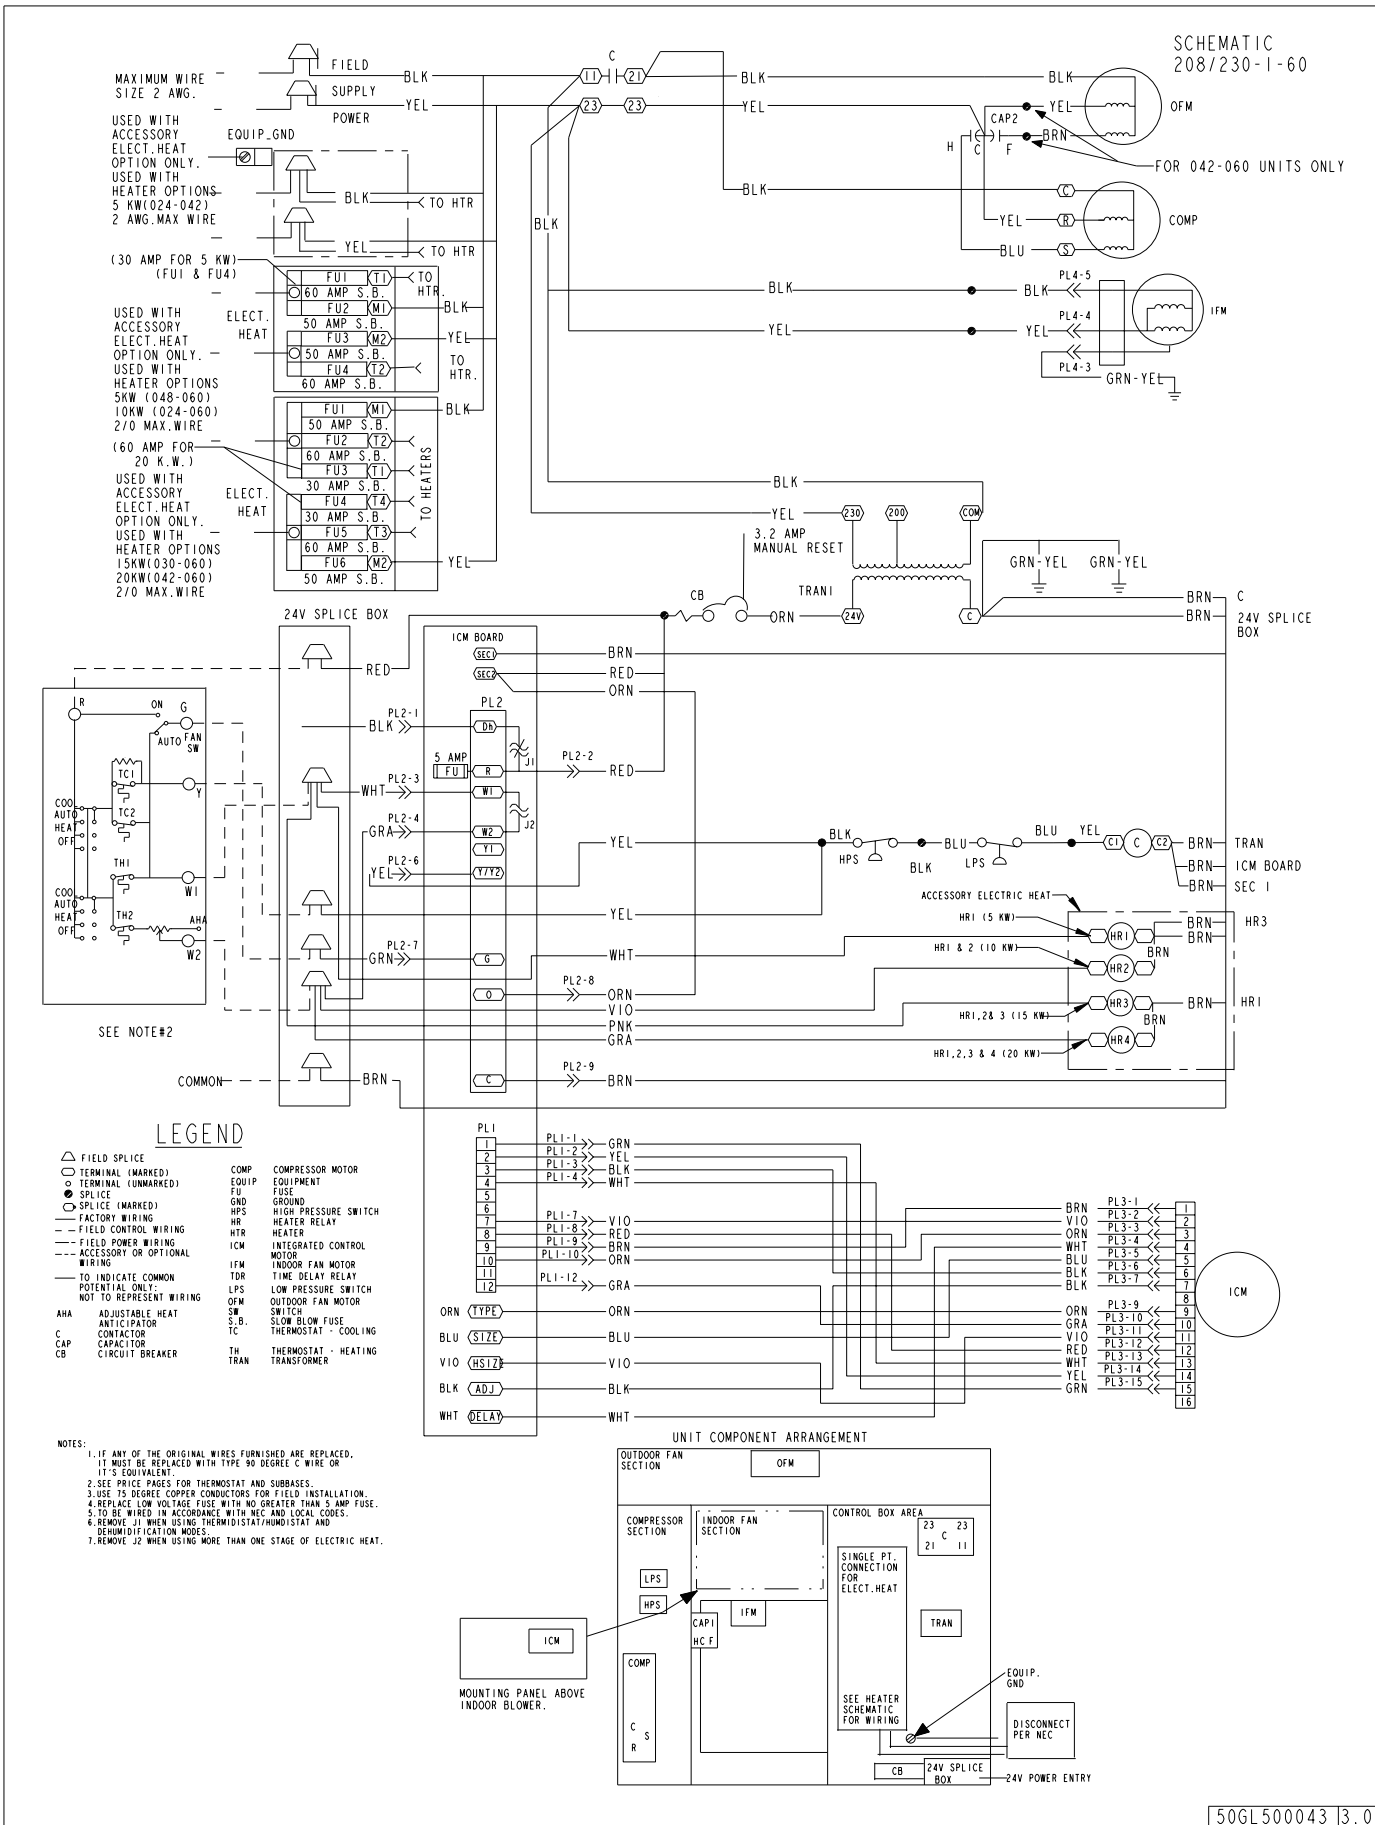 SCHEMATIC
208/230-1-60
MAXIMUM WIRE
SIZE 2 AWG.
FIELD
SUPPLY
POWER
BLK
YEL
C
11
21
23
23
BLK
YEL
BLK
YEL
OFM
CAP2
H
C
F
BRN
FOR 042-060 UNITS ONLY
USED WITH
ACCESSORY
ELECT.HEAT
OPTION ONLY.
USED WITH
HEATER OPTIONS
5 KW(024-042)
2 AWG.MAX WIRE
EQUIP_GND
BLK
TO HTR
YEL
TO HTR
BLK
BLK
C
YEL
R
BLU
S
COMP
(30 AMP FOR 5 KW)
(FU1 & FU4)
FU1
T1
TO
HTR.
60 AMP S.B.
FU2
M1
BLK
50 AMP S.B.
FU3
M2
YEL
50 AMP S.B.
FU4
T2
TO
HTR.
60 AMP S.B.
ELECT.
HEAT
USED WITH
ACCESSORY
ELECT.HEAT
OPTION ONLY.
USED WITH
HEATER OPTIONS
5KW (048-060)
10KW (024-060)
2/0 MAX.WIRE
BLK
BLK
PL4-5
YEL
YEL
PL4-4
PL4-3
GRN-YEL
IFM
FU1
M1
BLK
50 AMP S.B.
FU2
T2
60 AMP S.B.
FU3
T1
30 AMP S.B.
FU4
T4
30 AMP S.B.
FU5
T3
60 AMP S.B.
FU6
M2
YEL
50 AMP S.B.
TO HEATERS
(60 AMP FOR
20 K.W.)
ELECT.
HEAT
USED WITH
ACCESSORY
ELECT.HEAT
OPTION ONLY.
USED WITH
HEATER OPTIONS
15KW(030-060)
20KW(042-060)
2/0 MAX.WIRE
BLK
YEL
230
200
COM
3.2 AMP
MANUAL RESET
GRN-YEL
GRN-YEL
TRAN1
CB
ORN
24V
C
BRN
C
BRN
24V SPLICE
BOX
24V SPLICE BOX
RED
ICM BOARD
SEC1
BRN
SEC2
RED
ORN
PL2
BLK
PL2-1
Dh
J1
5 AMP
FU
R
PL2-2
RED
WHT
PL2-3
W1
J2
GRA
PL2-4
W2
Y1
YEL
PL2-6
Y/Y2
YEL
YEL
GRN
PL2-7
G
WHT
O
PL2-8
ORN
VIO
PNK
GRA
C
PL2-9
BRN
R
ON
G
AUTO
FAN
SW
TC1
Y
TC2
COO
AUTO
HEAT
OFF
TH1
W1
COO
AUTO
HEAT
OFF
TH2
AHA
W2
SEE NOTE#2
COMMON
BRN
BLK
HPS
BLK
BLU
LPS
BLU
YEL
C1
C
C2
BRN
TRAN
BRN
ICM BOARD
BRN
SEC 1
ACCESSORY ELECTRIC HEAT
HR1 (5 KW)
HR1
BRN
HR3
BRN
BRN
HR1 & 2 (10 KW)
HR2
HR1,2& 3 (15 KW)
HR3
BRN
HR1
BRN
HR1,2,3 & 4 (20 KW)
HR4
LEGEND
FIELD SPLICE
TERMINAL (MARKED)
TERMINAL (UNMARKED)
SPLICE
SPLICE (MARKED)
FACTORY WIRING
FIELD CONTROL WIRING
FIELD POWER WIRING
ACCESSORY OR OPTIONAL
WIRING
TO INDICATE COMMON
POTENTIAL ONLY:
NOT TO REPRESENT WIRING
AHA ADJUSTABLE HEAT
ANTICIPATOR
C CONTACTOR
CAP CAPACITOR
CB CIRCUIT BREAKER
COMP COMPRESSOR MOTOR
EQUIP EQUIPMENT
FU FUSE
GND GROUND
HPS HIGH PRESSURE SWITCH
HR HEATER RELAY
HTR HEATER
ICM INTEGRATED CONTROL
MOTOR
IFM INDOOR FAN MOTOR
TDR TIME DELAY RELAY
LPS LOW PRESSURE SWITCH
OFM OUTDOOR FAN MOTOR
SW SWITCH
S.B. SLOW BLOW FUSE
TC THERMOSTAT - COOLING
TH THERMOSTAT - HEATING
TRAN TRANSFORMER
PL1
1 PL1-1 GRN
2 PL1-2 YEL
3 PL1-3 BLK
4 PL1-4 WHT
5
6
7 PL1-7 VIO
8 PL1-8 RED
9 PL1-9 BRN
10 PL1-10 ORN
11
12 PL1-12 GRA
ORN TYPE ORN
BLU SIZE BLU
VIO HSIZE VIO
BLK ADJ BLK
WHT DELAY WHT
BRN PL3-1 1
VIO PL3-2 2
ORN PL3-3 3
WHT PL3-4 4
BLU PL3-5 5
BLK PL3-6 6
BLK PL3-7 7
8
ORN PL3-9 9
GRA PL3-10 10
VIO PL3-11 11
RED PL3-12 12
WHT PL3-13 13
YEL PL3-14 14
GRN PL3-15 15
16
ICM
NOTES:
1. IF ANY OF THE ORIGINAL WIRES FURNISHED ARE REPLACED,
IT MUST BE REPLACED WITH TYPE 90 DEGREE C WIRE OR
IT'S EQUIVALENT.
2.SEE PRICE PAGES FOR THERMOSTAT AND SUBBASES.
3.USE 75 DEGREE COPPER CONDUCTORS FOR FIELD INSTALLATION.
4.REPLACE LOW VOLTAGE FUSE WITH NO GREATER THAN 5 AMP FUSE.
5.TO BE WIRED IN ACCORDANCE WITH NEC AND LOCAL CODES.
6.REMOVE J1 WHEN USING THERMIDISTAT/HUMDISTAT AND
DEHUMIDIFICATION MODES.
7.REMOVE J2 WHEN USING MORE THAN ONE STAGE OF ELECTRIC HEAT.
UNIT COMPONENT ARRANGEMENT
OUTDOOR FAN
SECTION
OFM
COMPRESSOR
SECTION
INDOOR FAN
SECTION
CONTROL BOX AREA
23 23
C
21 11
SINGLE PT.
CONNECTION
FOR
ELECT.HEAT
LPS
HPS
IFM
CAP1
HC F
TRAN
ICM
COMP
C
S
R
MOUNTING PANEL ABOVE
INDOOR BLOWER.
SEE HEATER
SCHEMATIC
FOR WIRING
EQUIP.
GND
DISCONNECT
PER NEC
CB
24V SPLICE
BOX
24V POWER ENTRY
50GL500043 3.0